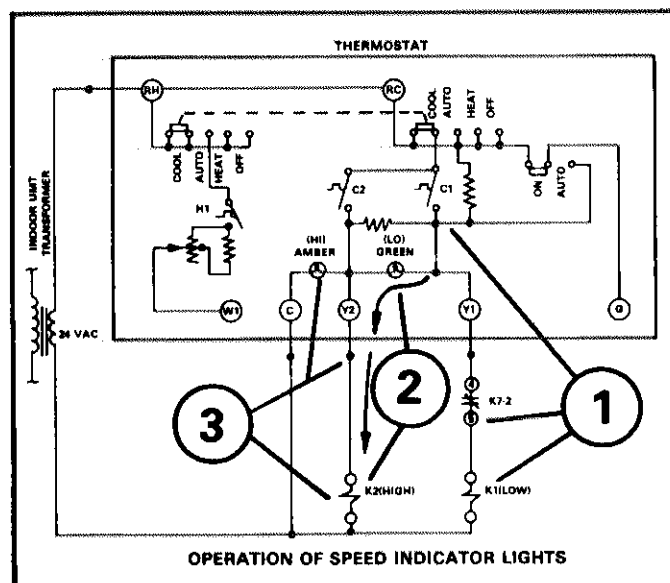 THERMOSTAT
RH
RC
COOL
AUTO
HEAT
OFF
COOL
AUTO
HEAT
OFF
ON
AUTO
H1
C2
C1
INDOOR UNIT
TRANSFORMER
24 VAC
(HI)
AMBER
(LO)
GREEN
W1
C
Y2
Y1
G
K7-2
3
2
1
K2(HIGH)
K1(LOW)
OPERATION OF SPEED INDICATOR LIGHTS